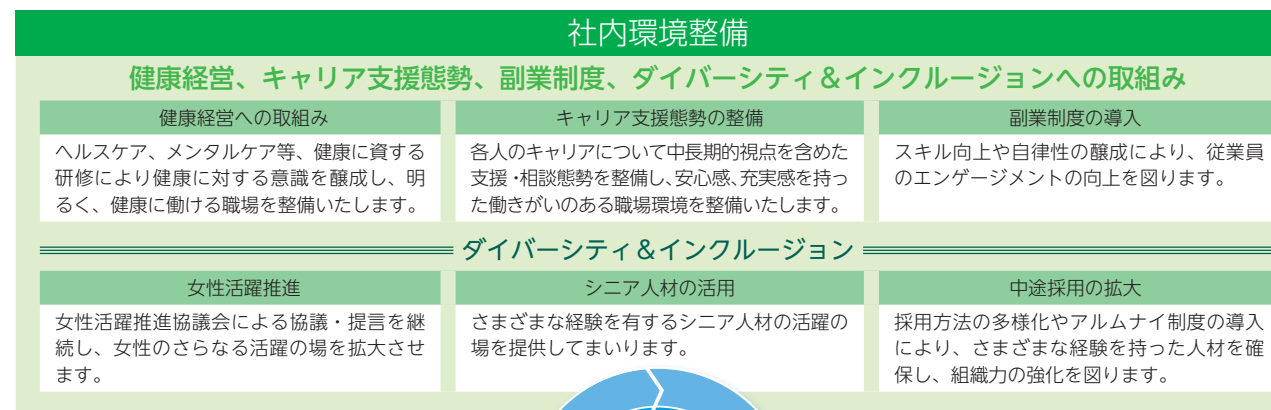 社内環境整備
健康経営、キャリア支援態勢、副業制度、ダイバーシティ＆インクルージョンへの取組み
健康経営への取組み
ヘルスケア、メンタルケア等、健康に資する
研修により健康に対する意識を醸成し、明
るく、健康に働ける職場を整備いたします。
キャリア支援態勢の整備
各人のキャリアについて中長期的視点を含めた
支援・相談態勢を整備し、安心感、充実感を持っ
た働きがいのある職場環境を整備いたします。
副業制度の導入
スキル向上や自律性の醸成により、従業員
のエンゲージメントの向上を図ります。
ダイバーシティ＆インクルージョン
女性活躍推進
女性活躍推進協議会による協議・提言を継
続し、女性のさらなる活躍の場を拡大させ
ます。
シニア人材の活用
さまざまな経験を有するシニア人材の活躍の
場を提供してまいります。
中途採用の拡大
採用方法の多様化やアルムナイ制度の導入
により、さまざまな経験を持った人材を確
保し、組織力の強化を図ります。